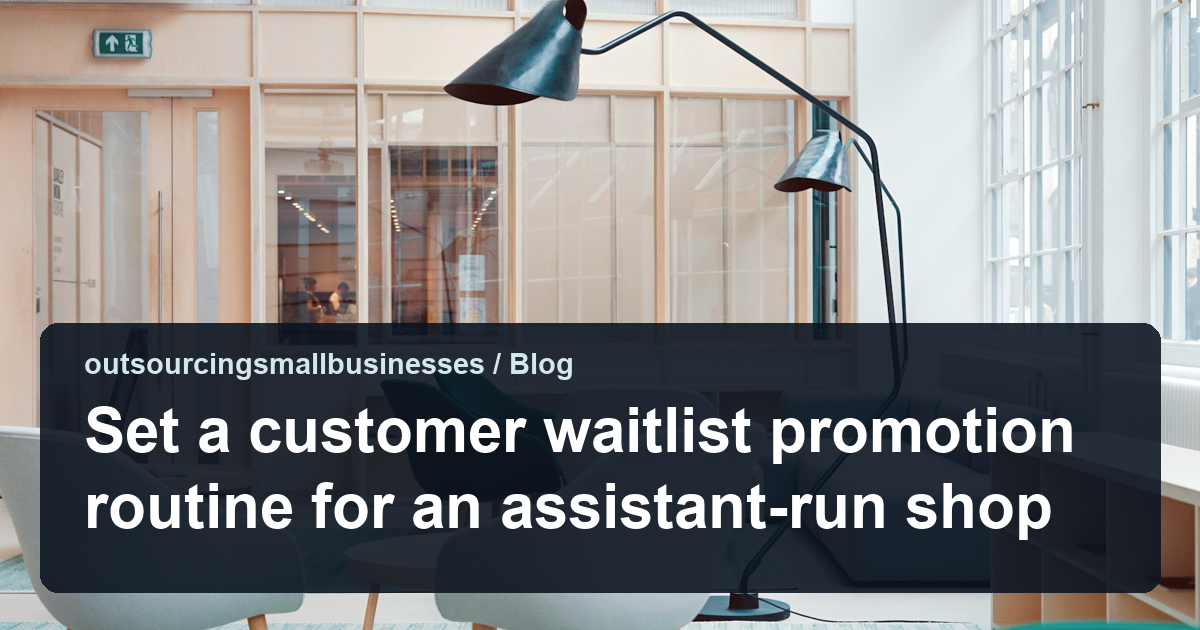 outsourcingsmallbusinesses / Blog
Set a customer waitlist promotion
routine for an assistant-run shop